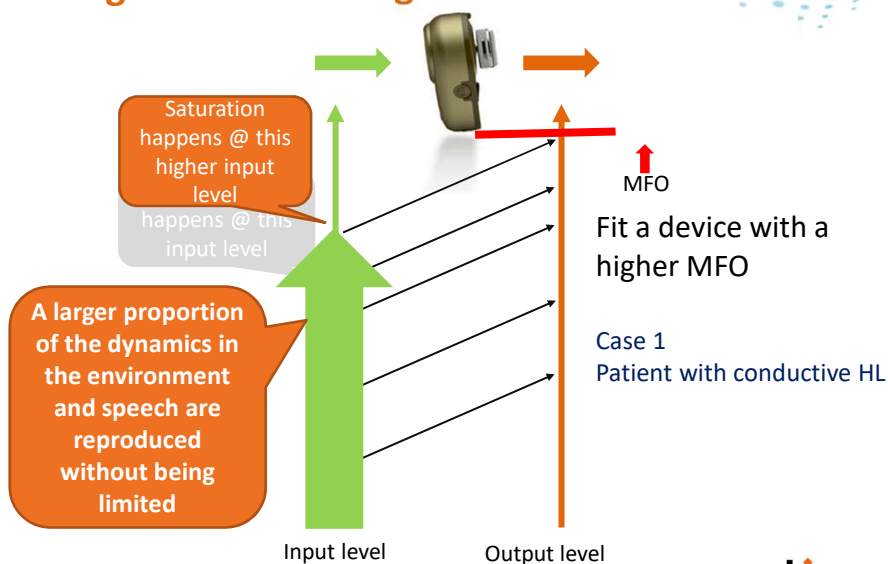 Saturation
happens @ this
higher input
level
happens @ this
input level
MFO
Fit a device with a
higher MFO
A larger proportion
of the dynamics in
the environment
and speech are
reproduced
without being
limited
Case 1
Patient with conductive HL
Input level
Output level